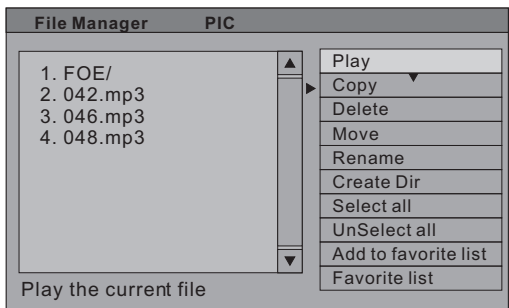 File Manager PIC
1. FOE/
2. 042.mp3
3. 046.mp3
4. 048.mp3
Play
Copy
Delete
Move
Rename
Create Dir
Select all
UnSelect all
Add to favorite list
Favorite list
Play the current file